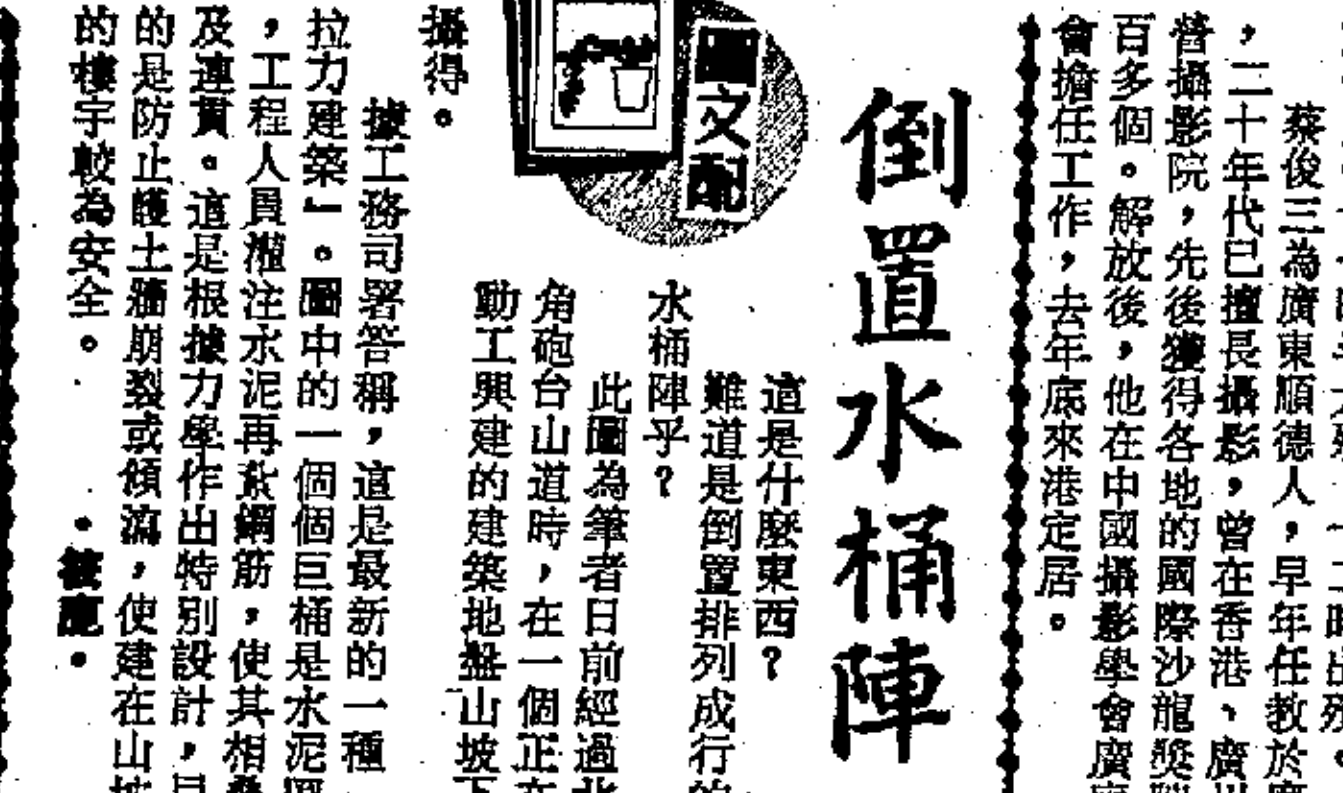 蔡俊三為廣東順德人，早年任教於
，二十年代已擅長攝影，曾在香港、廣州
營攝影院，先後獲得各地的國際沙龍獎
百多個。解放後，他在中國攝影學會廣
會擔任工作，去年底來港定居。
倒置水桶陣
圖文配
這是什麼東西？
難道是倒置排列成行的
水桶陣乎？
此圖為筆者日前經過北
角砲台山道時，在一個正在
動工興建的建築地盤山坡下
攝得。
據工務司署答稱，這是最新的一種
拉力建築」。圖中的一個個巨桶是水泥
，工程人員灌注水泥再紮鋼筋，使其相疊
及連貫。這是根據力學作出特別設計，目
的是防止護土牆崩裂或傾瀉，使建在山坡
的樓宇較為安全。